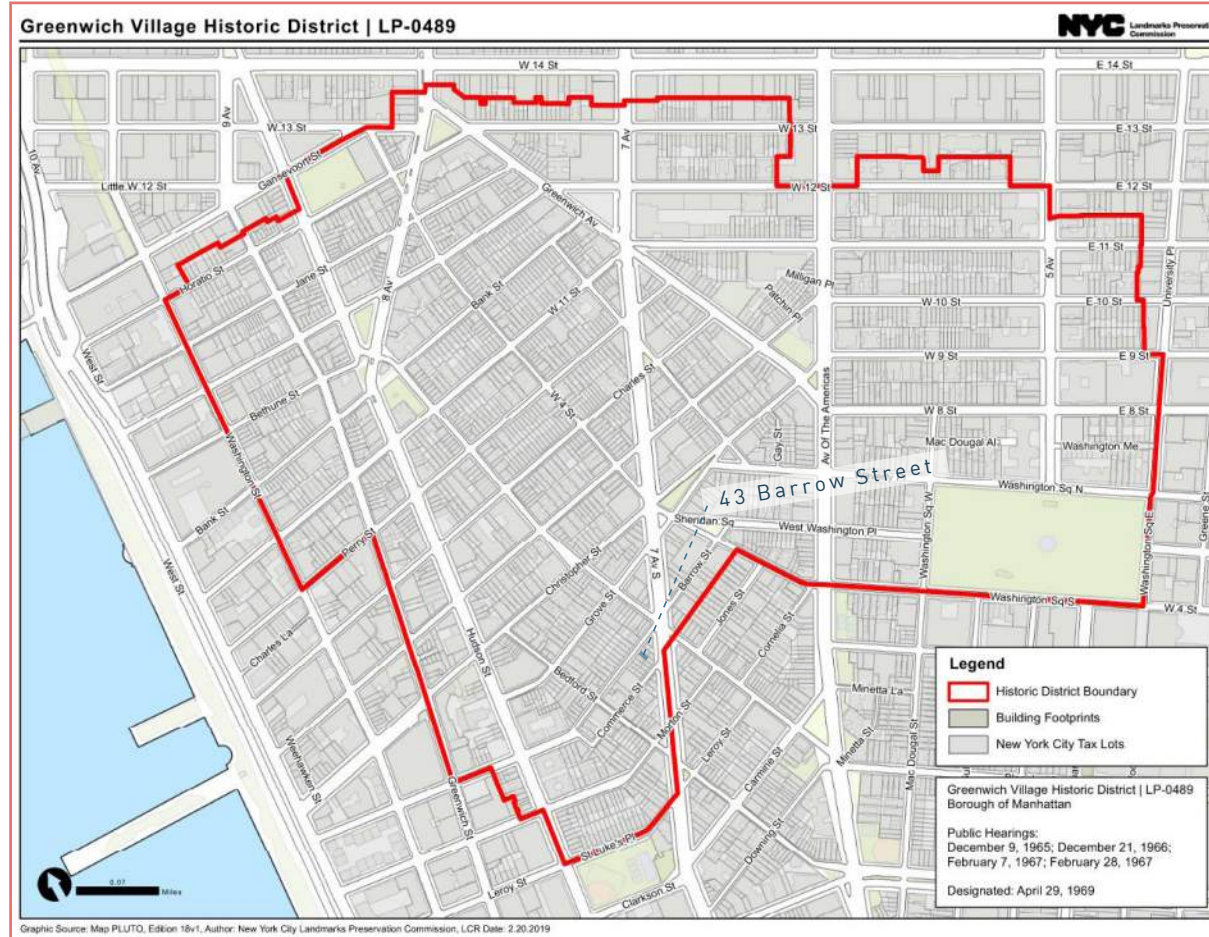 Greenwich Village Historic District | LP-0489
NYC
Landmarks Preservati
Commission
W 14 St
E 14 St
9 Av
W 13 St
7 Av
W 13 St
E 13 St
10 Av
Gansevoort St
Little W 12 St
Greenwich Av
W 12 St
E 12 St
Horatio St
Jane St
8 Av
Bank St
W 11 St
Milligan Pl
Patchin Pl
5 Av
E 11 St
University Pl
W 10 St
E 10 St
West St
W 9 St
E 9 St
Charles St
Bethune St
W 4 St
Av Of The Americas
W 8 St
E 8 St
Gay St
Mac Dougal Al
Washington Me
Washington St
43 Barrow Street
Washington Sq N
Bank St
Perry St
Sheridan Sq
West Washington Pl
Washington Sq W
Washington Sq E
Greene St
West St
Christopher St
7 Av S
Barrow St
Grove St
Jones St
Washington Sq S
W 4 St
Charles La
Hudson St
Cornelia St
Bedford St
Commerce St
Minetta La
Morton St
Weehawken St
Leroy St
Minetta St
Mac Dougal St
Carmine St
Greenwich St
Downing St
St Luke's Pl
Leroy St
Clarkson St
Legend
Historic District Boundary
Building Footprints
New York City Tax Lots
Greenwich Village Historic District | LP-0489
Borough of Manhattan
Public Hearings:
December 9, 1965; December 21, 1966;
February 7, 1967; February 28, 1967
Designated: April 29, 1969
0.07
Miles
Graphic Source: Map PLUTO, Edition 18v1, Author: New York City Landmarks Preservation Commission, LCR Date: 2.20.2019